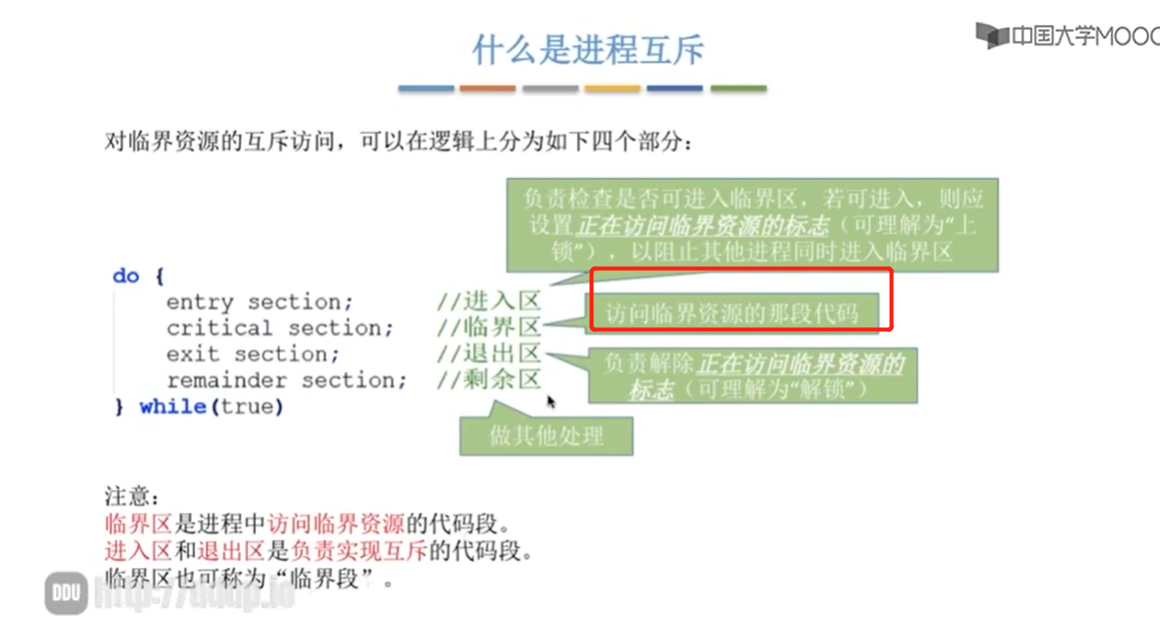 什么是进程互斥
中国大学MOOC
对临界资源的互斥访问，可以在逻辑上分为如下四个部分：
负责检查是否可进入临界区，若可进入，则应
设置正在访问临界资源的标志（可理解为“上
锁”），以阻止其他进程同时进入临界区
do {
entry section; //进入区
critical section; //临界区
访问临界资源的那段代码
exit section; //退出区
负责解除正在访问临界资源的
标志（可理解为“解锁”）
remainder section; //剩余区
} while(true)
做其他处理
注意：
临界区是进程中访问临界资源的代码段。
进入区和退出区是负责实现互斥的代码段。
临界区也可称为“临界段”。
DDU